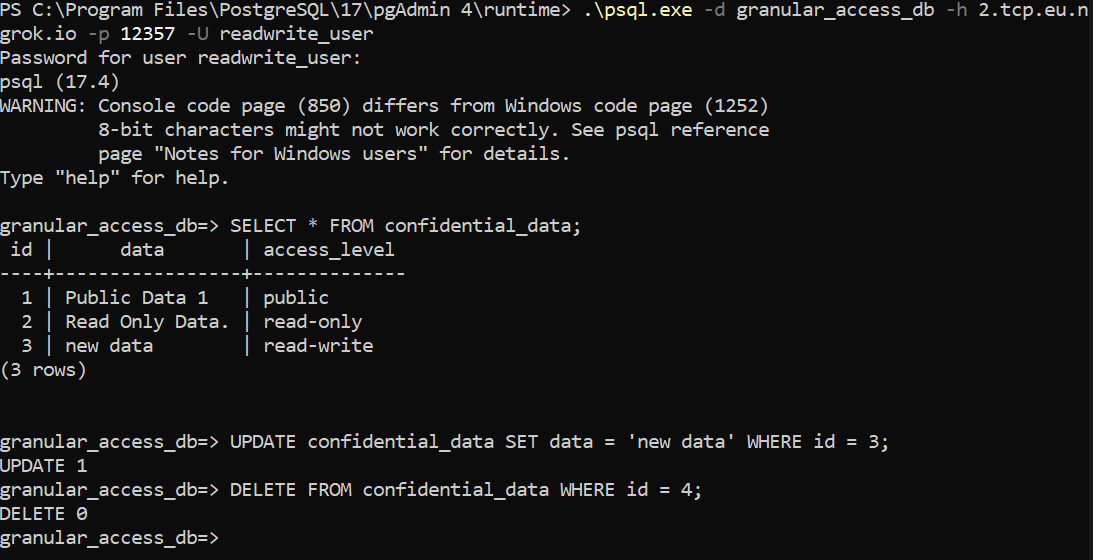 PS C:\Program Files\PostgreSQL\17\pgAdmin 4\runtime> .\psql.exe -d granular_access_db -h 2.tcp.eu.n
grok.io -p 12357 -U readwrite_user
Password for user readwrite_user:
psql (17.4)
WARNING: Console code page (850) differs from Windows code page (1252)
         8-bit characters might not work correctly. See psql reference
         page "Notes for Windows users" for details.
Type "help" for help.

granular_access_db=> SELECT * FROM confidential_data;
 id |      data       | access_level
----+-----------------+--------------
  1 | Public Data 1   | public
  2 | Read Only Data. | read-only
  3 | new data        | read-write
(3 rows)


granular_access_db=> UPDATE confidential_data SET data = 'new data' WHERE id = 3;
UPDATE 1
granular_access_db=> DELETE FROM confidential_data WHERE id = 4;
DELETE 0
granular_access_db=>